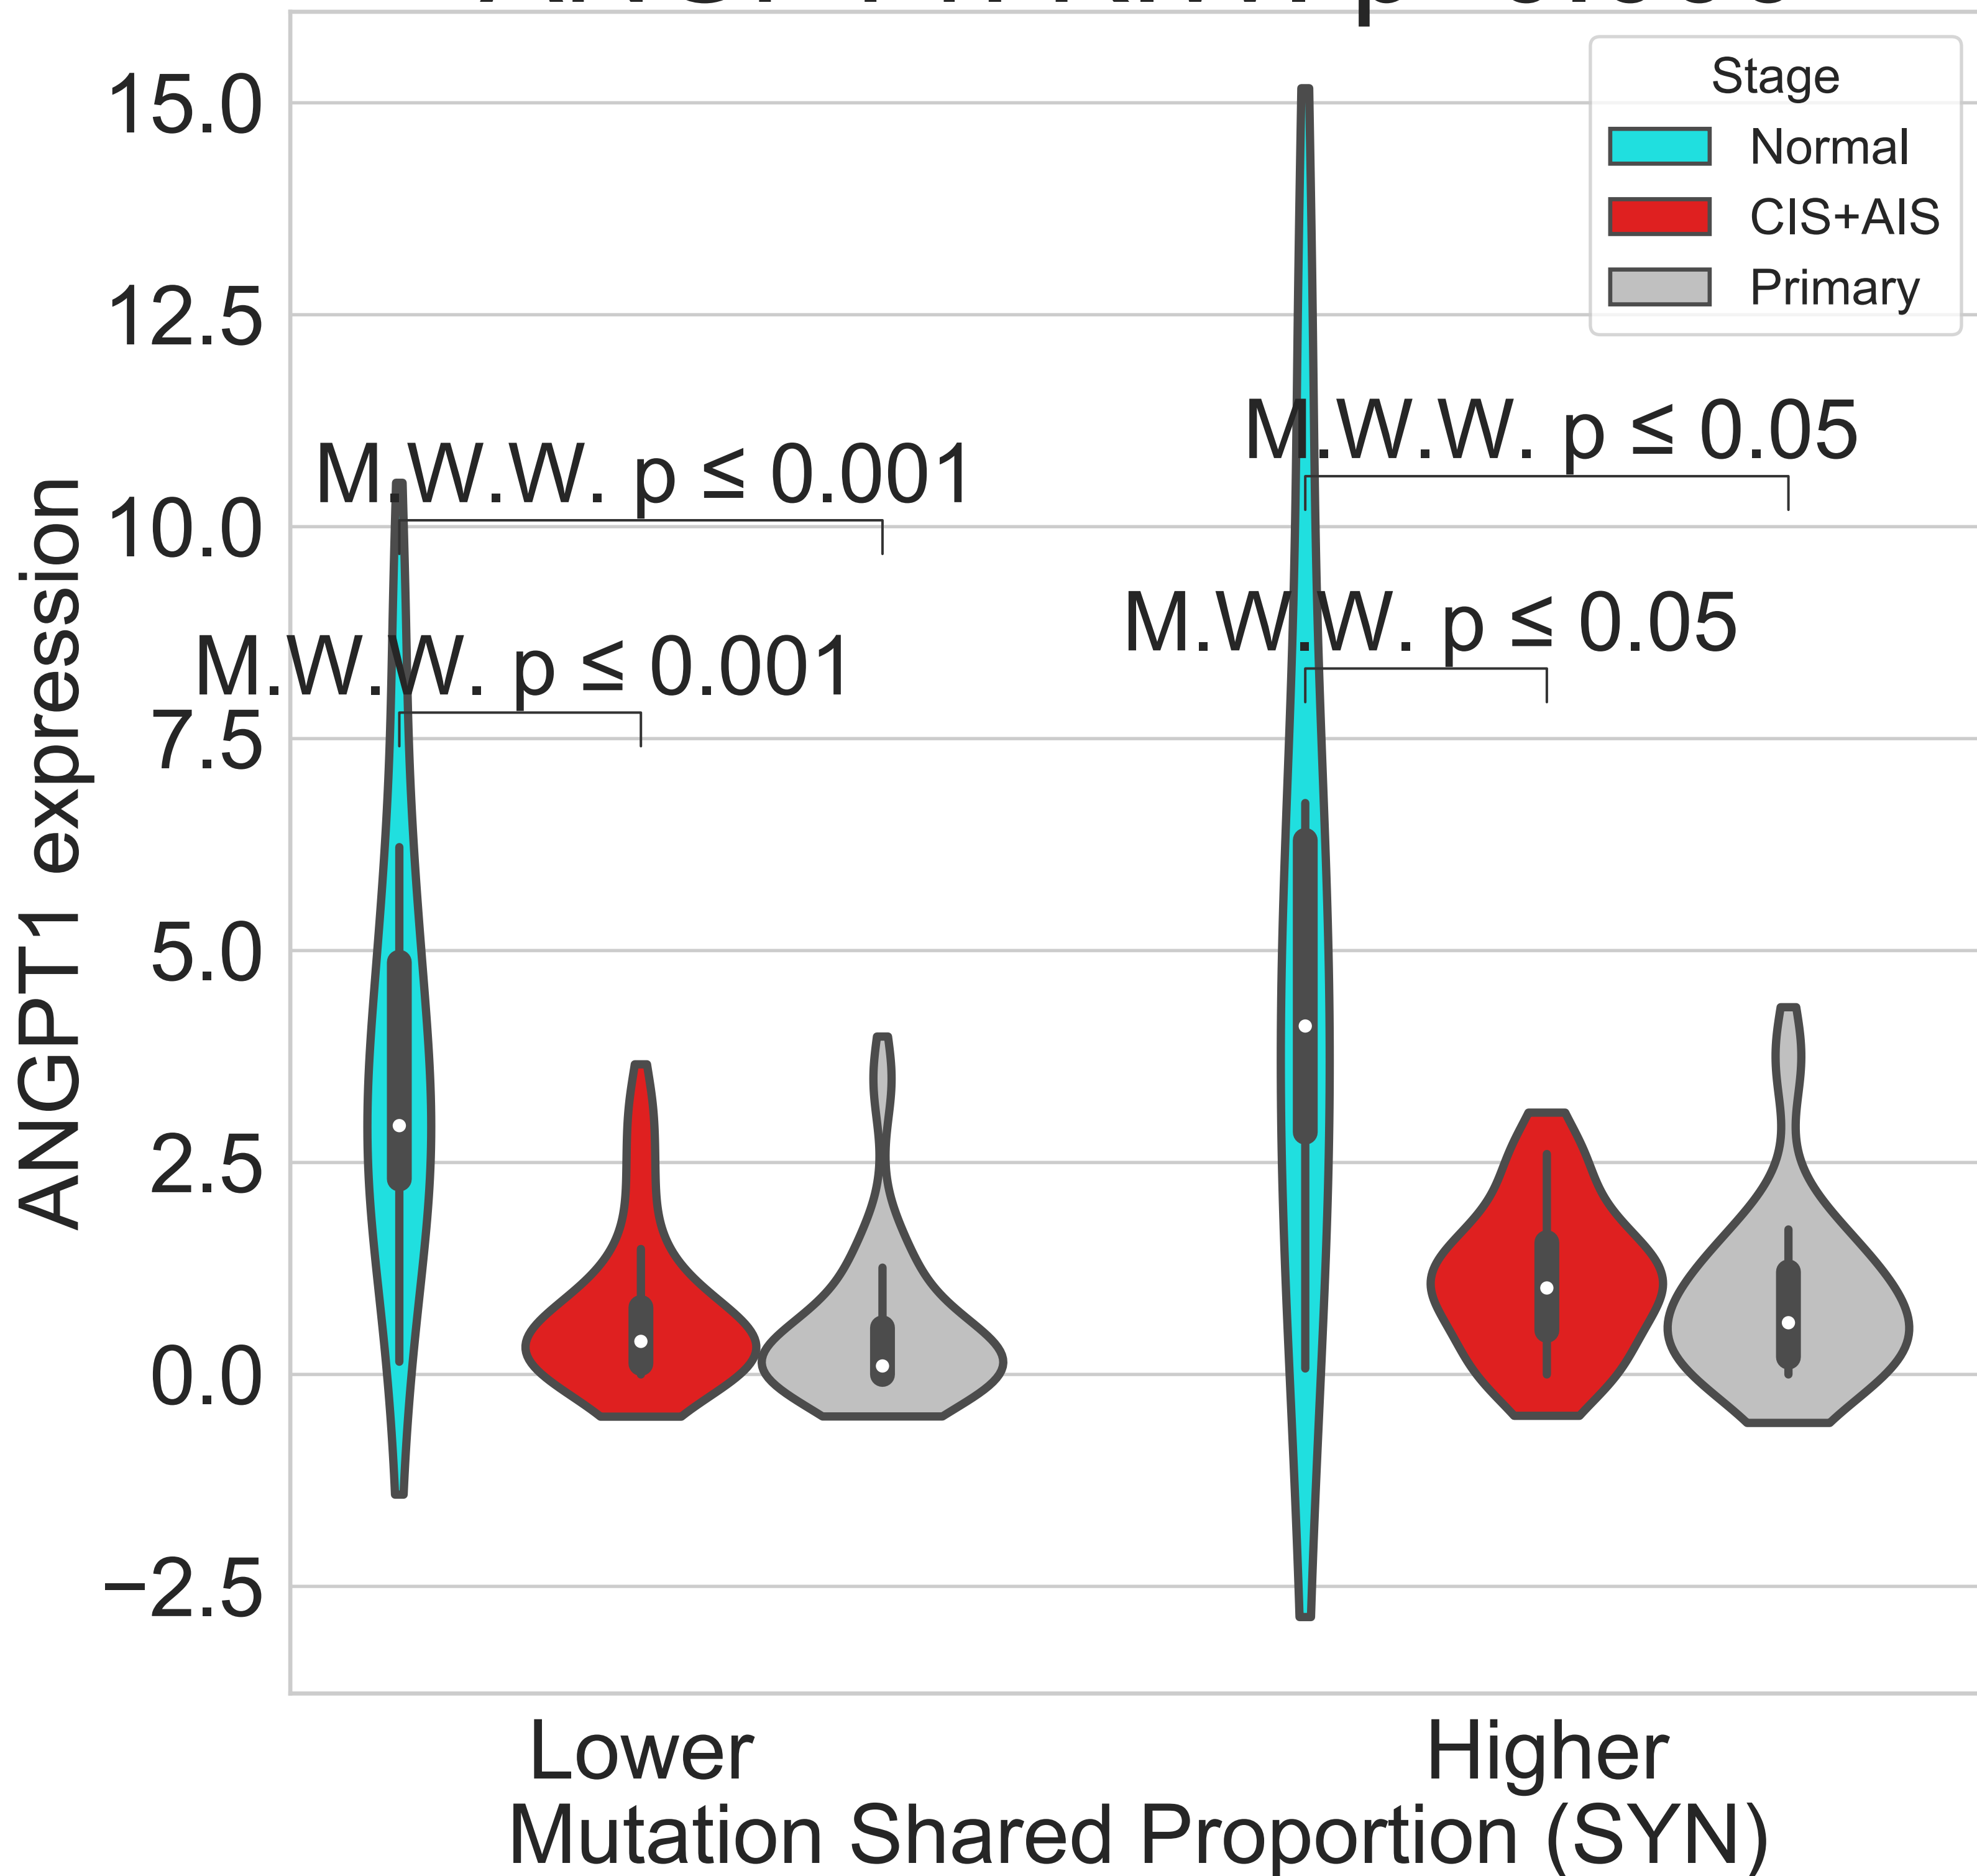 Stage
Normal
CIS+AIS
Primary
15.0
12.5
10.0
7.5
5.0
2.5
0.0
−2.5
ANGPT1 expression
M.W.W. p ≤ 0.05
M.W.W. p ≤ 0.001
M.W.W. p ≤ 0.05
M.W.W. p ≤ 0.001
Lower
Higher
Mutation Shared Proportion (SYN)